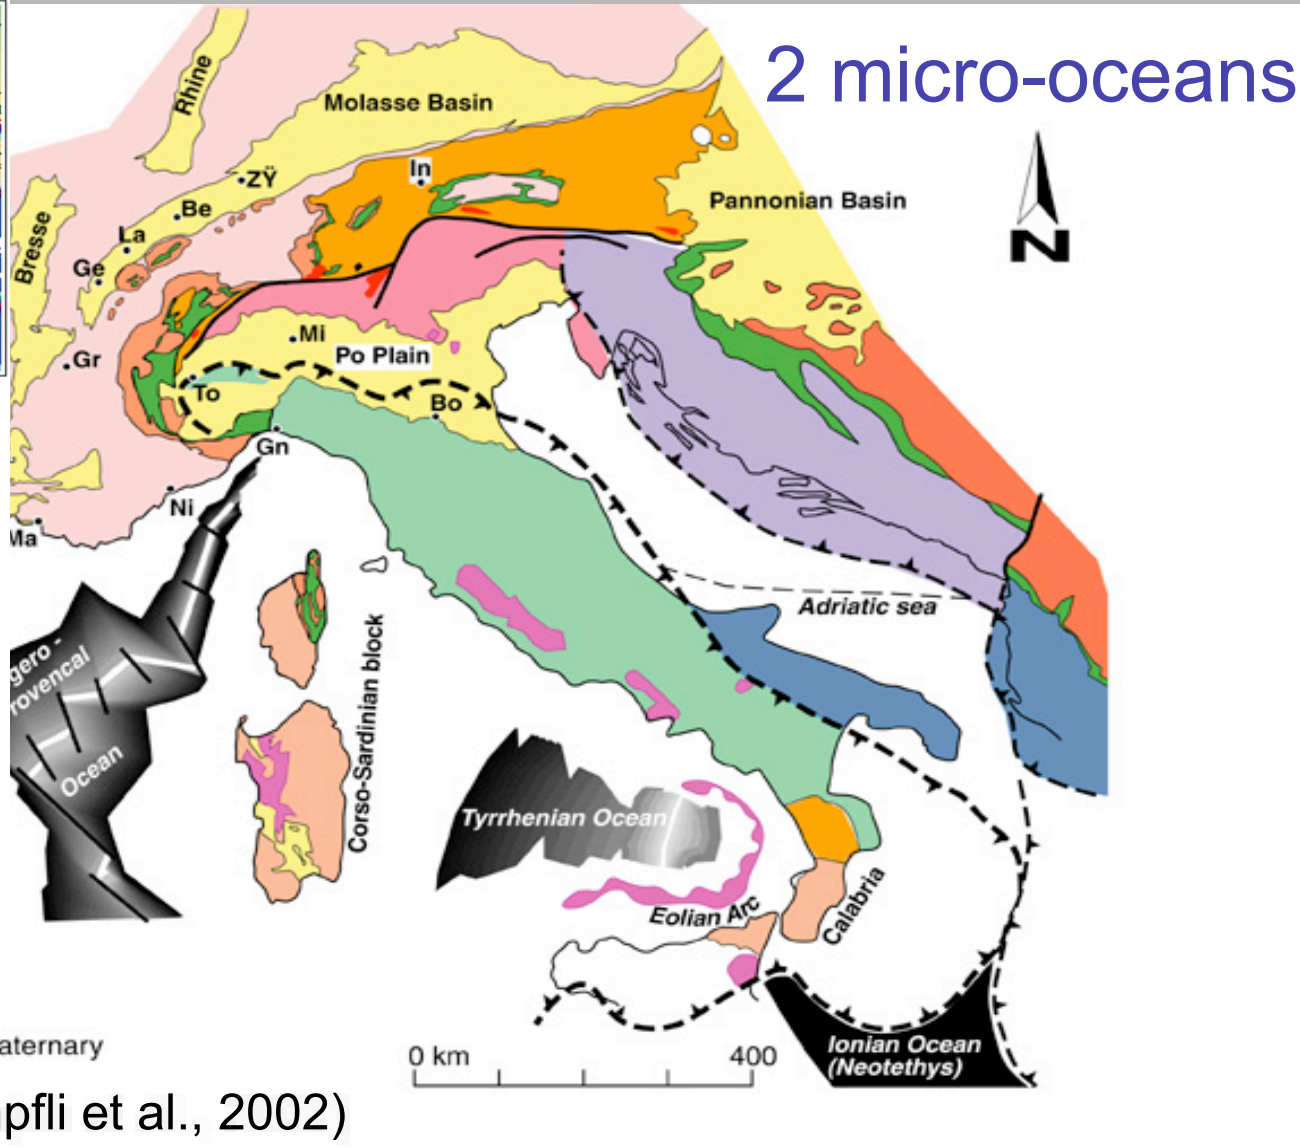 2 micro-oceans
Rhine
Molasse Basin
In
ZŸ
Be
La
Ge
Bresse
Pannonian Basin
N
Gr
Mi
Po Plain
To
Bo
Gn
Ni
Ma
gero -
rovencal
Ocean
Corso-Sardinian block
Adriatic sea
Tyrrhenian Ocean
Eolian Arc
Calabria
Ionian Ocean
(Neotethys)
aternary
0 km 400
pfli et al., 2002)